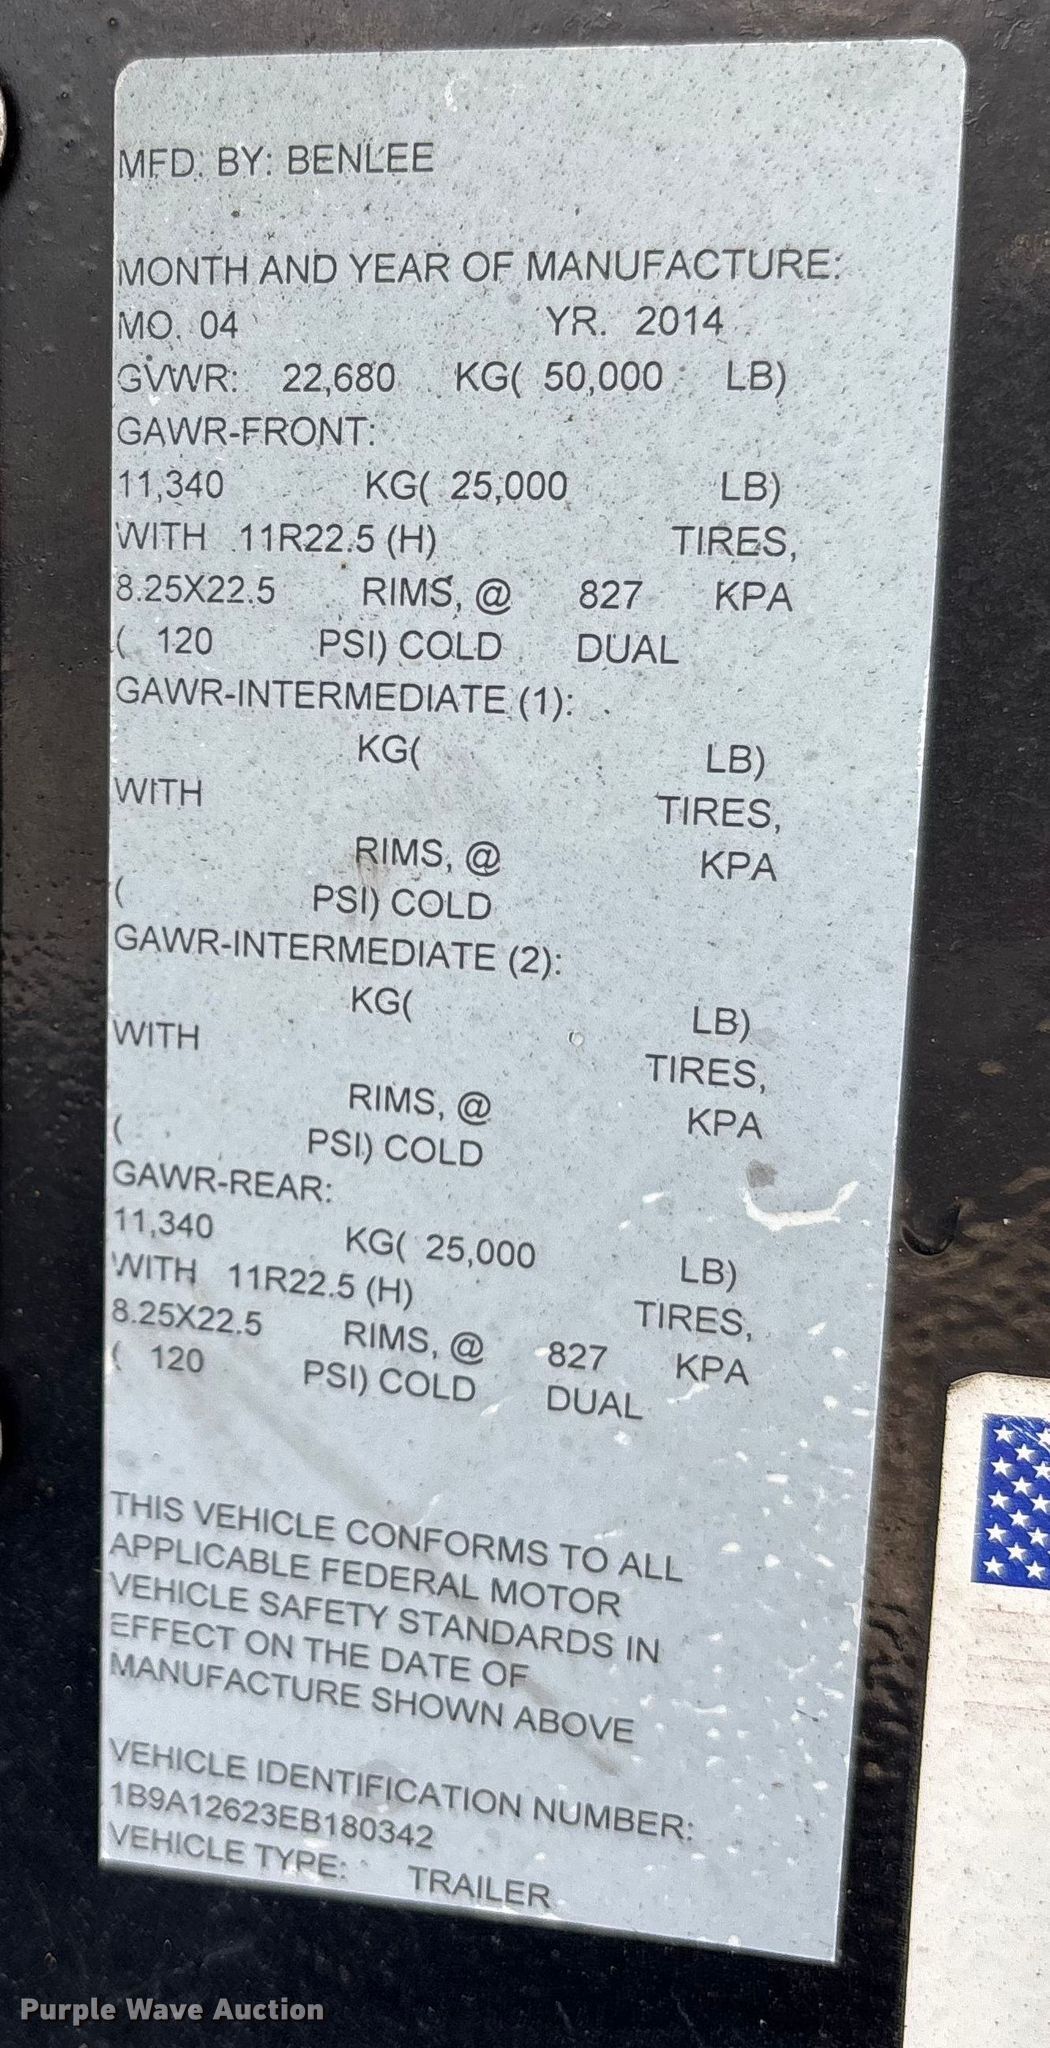 MFD. BY: BENLEE
MONTH AND YEAR OF MANUFACTURE:
MO. 04 YR. 2014
GVWR: 22,680 KG( 50,000 LB)
GAWR-FRONT:
11,340 KG( 25,000 LB)
WITH 11R22.5 (H) TIRES,
8.25X22.5 RIMS, @ 827 KPA
( 120 PSI) COLD DUAL
GAWR-INTERMEDIATE (1):
KG( LB)
WITH TIRES,
RIMS, @ KPA
( PSI) COLD
GAWR-INTERMEDIATE (2):
KG( LB)
WITH TIRES,
RIMS, @ KPA
( PSI) COLD
GAWR-REAR:
11,340 KG( 25,000 LB)
WITH 11R22.5 (H) TIRES,
8.25X22.5 RIMS, @ 827 KPA
( 120 PSI) COLD DUAL
THIS VEHICLE CONFORMS TO ALL
APPLICABLE FEDERAL MOTOR
VEHICLE SAFETY STANDARDS IN
EFFECT ON THE DATE OF
MANUFACTURE SHOWN ABOVE
VEHICLE IDENTIFICATION NUMBER:
1B9A12623EB180342
VEHICLE TYPE: TRAILER
Purple Wave Auction